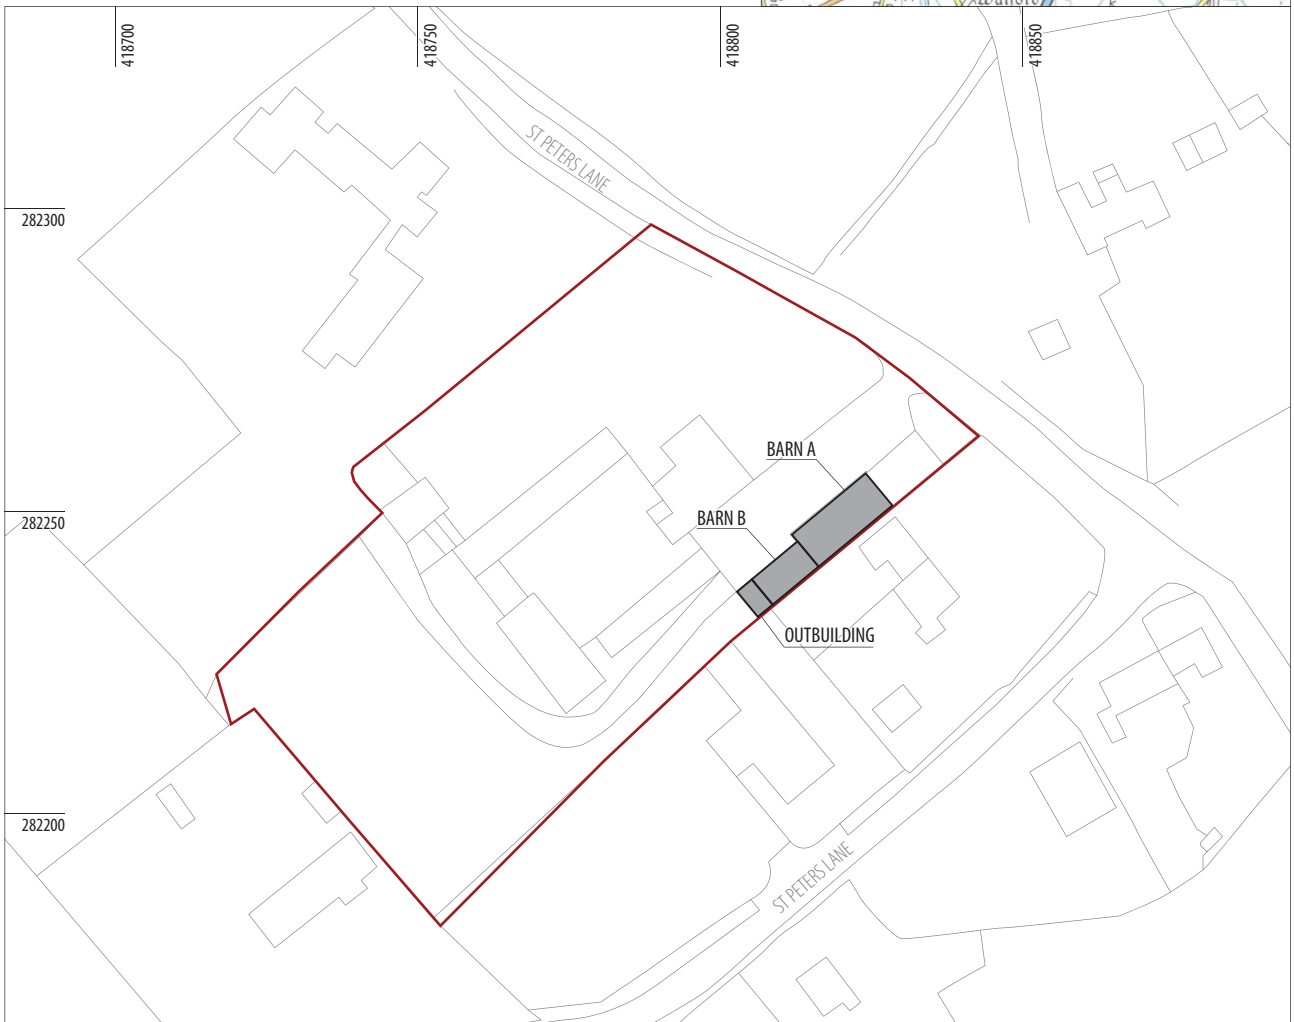 418700
418750
418800
418850
ST PETERS LANE
282300
BARN A
282250
BARN B
OUTBUILDING
282200
ST PETERS LANE